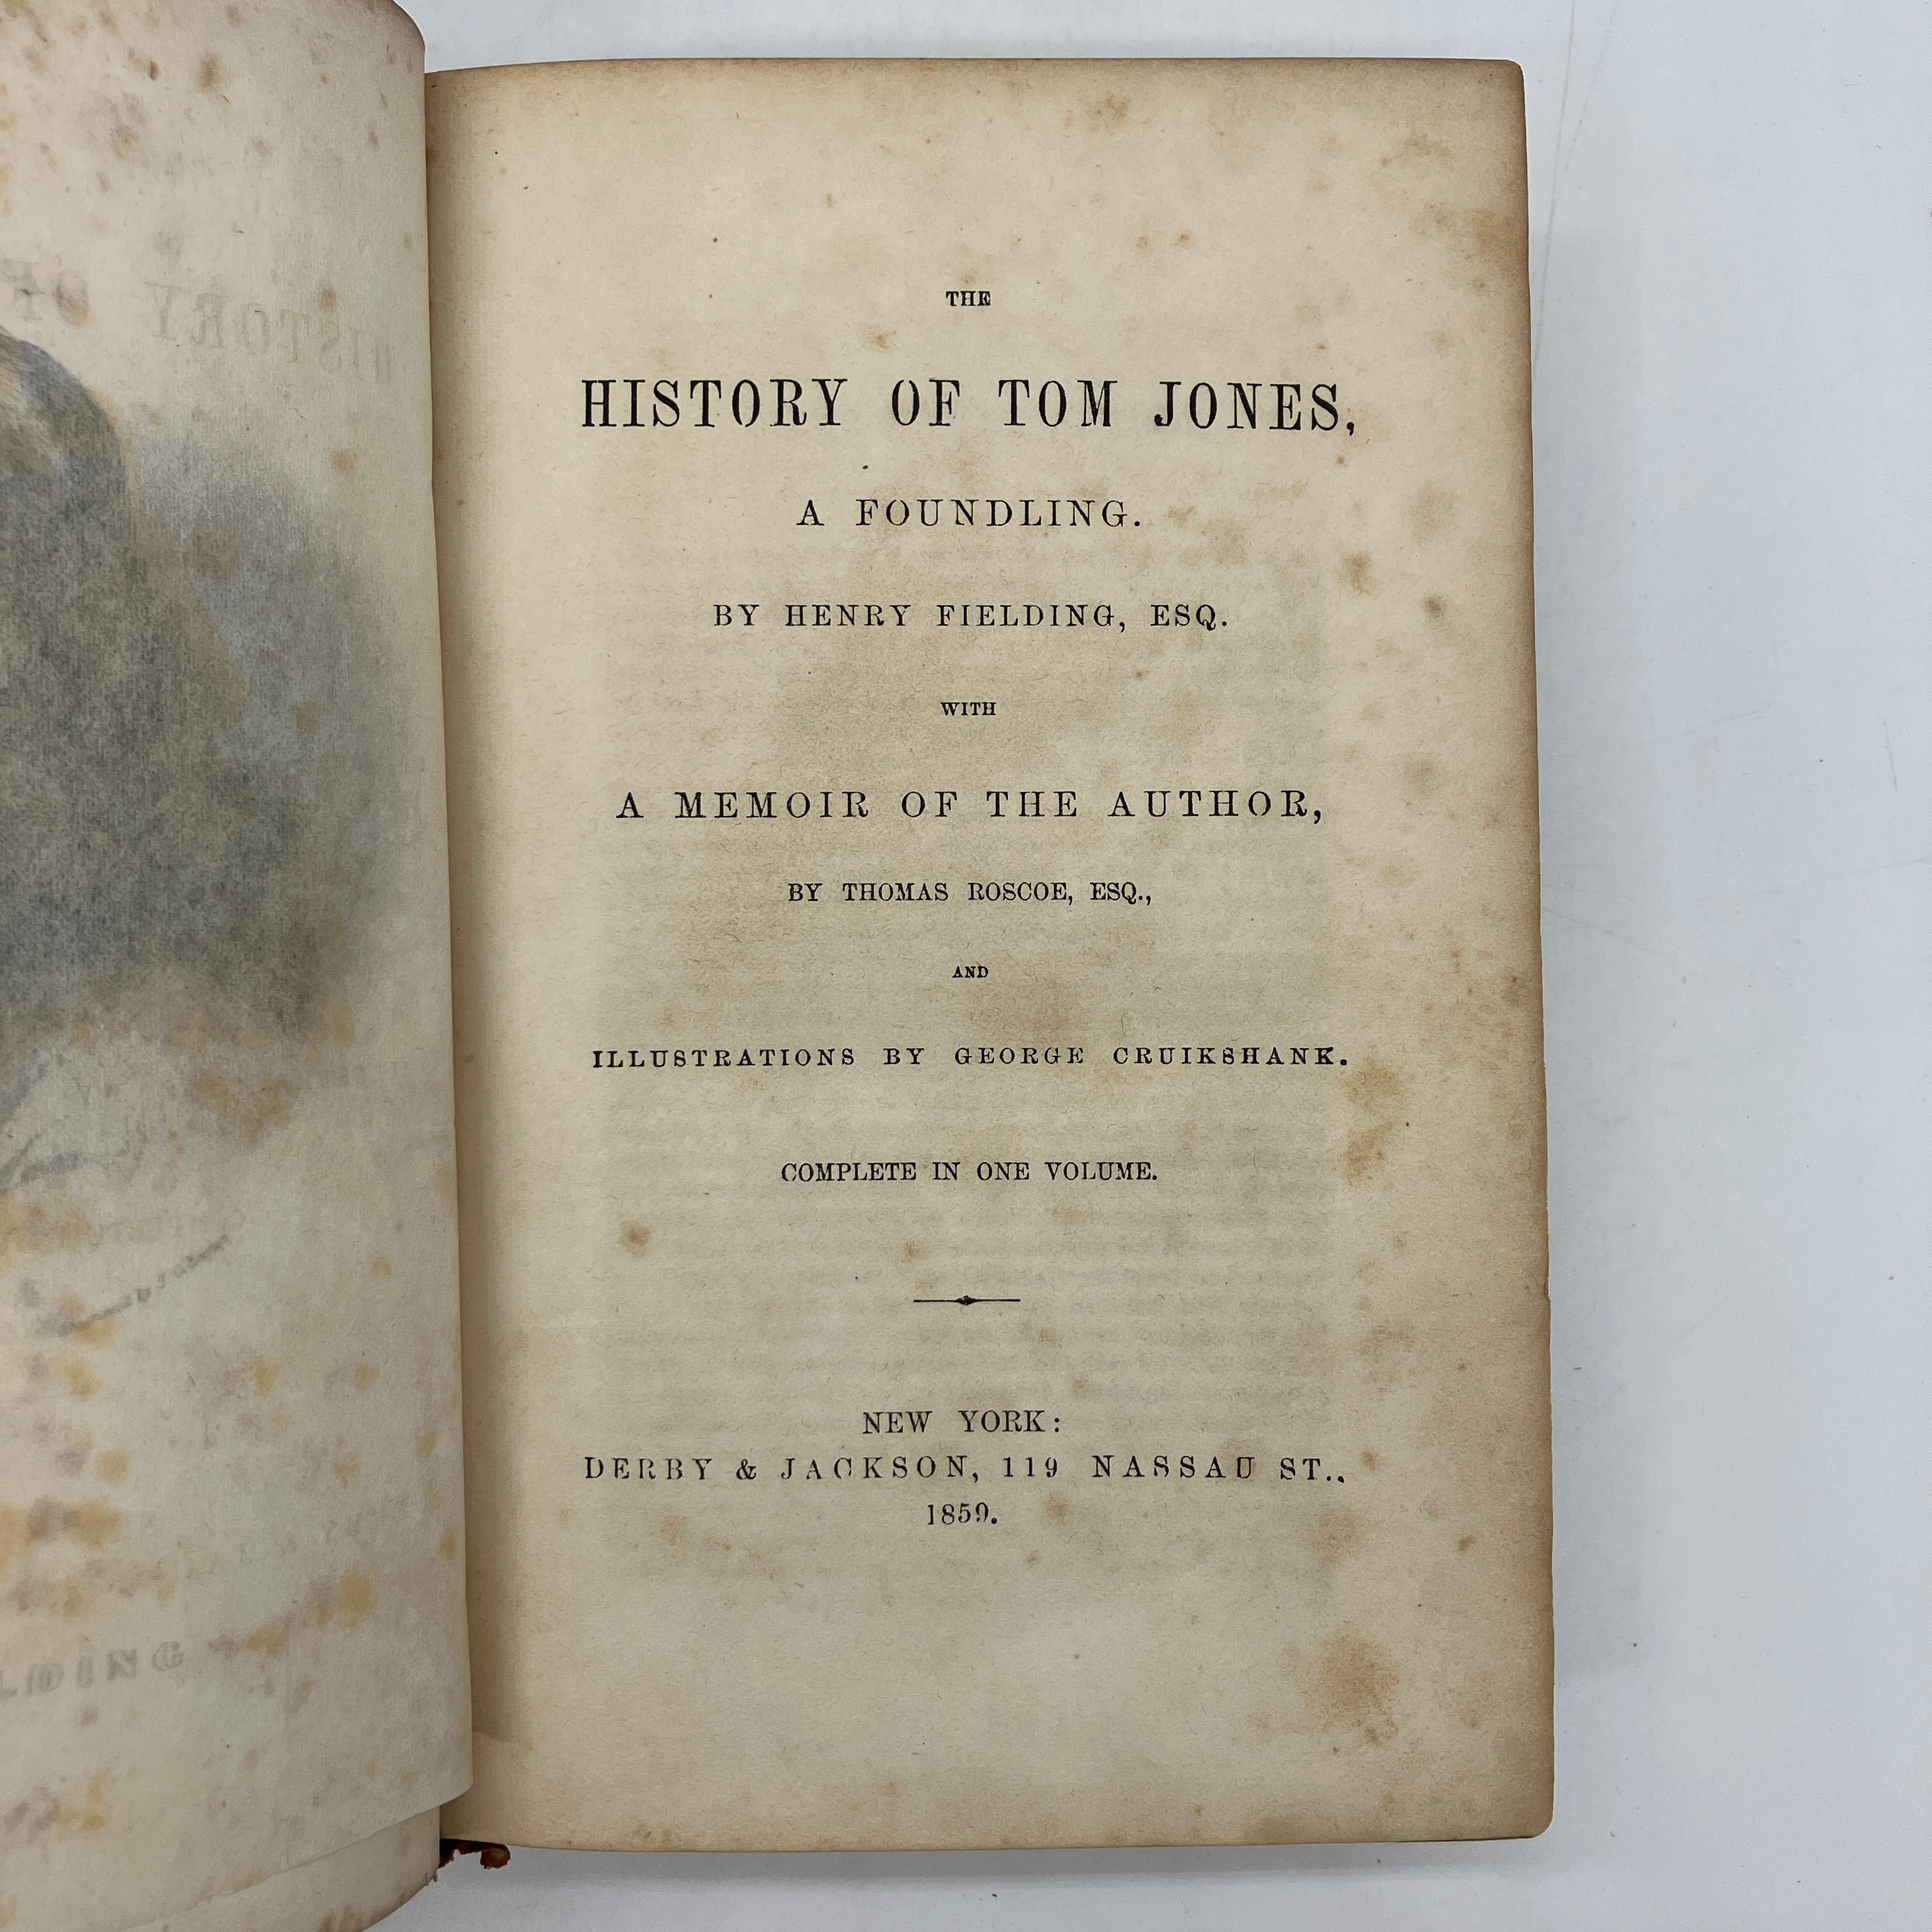 THE
HISTORY OF TOM JONES,
A FOUNDLING.
BY HENRY FIELDING, ESQ.
WITH
A MEMOIR OF THE AUTHOR,
BY THOMAS ROSCOE, ESQ.,
AND
ILLUSTRATIONS BY GEORGE CRUIKSHANK.
COMPLETE IN ONE VOLUME.
NEW YORK:
DERBY & JACKSON, 119 NASSAU ST.,
1859.